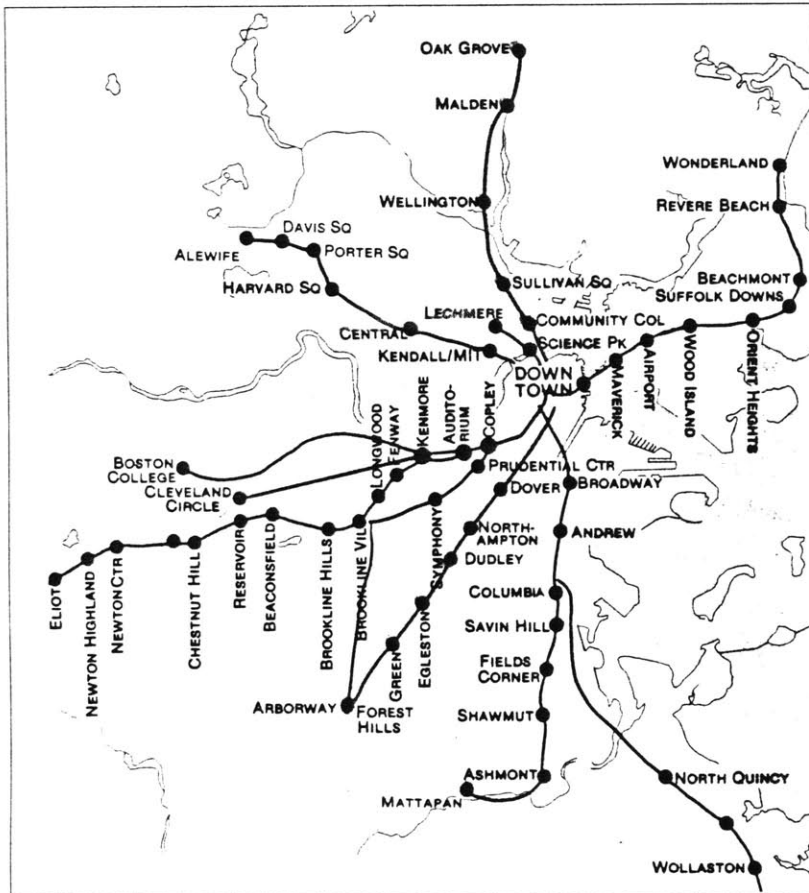 OAK GROVE
MALDEN
WONDERLAND
WELLINGTON
REVERE BEACH
DAVIS SQ
ALEWIFE
PORTER SQ
HARVARD SQ
SULLIVAN SQ
BEACHMONT
SUFFOLK DOWNS
LECHMERE
COMMUNITY COL
CENTRAL
SCIENCE PK
KENDALL/MIT
DOWN
TOWN
MAVERICK
AIRPORT
WOOD ISLAND
ORIENT HEIGHTS
LONGWOOD
FENWAY
KENMORE
AUDITO-
RIUM
COPLEY
BOSTON
COLLEGE
CLEVELAND
CIRCLE
PRUDENTIAL CTR
DOVER
BROADWAY
ELIOT
NEWTON HIGHLAND
NEWTON CTR
CHESTNUT HILL
RESERVOIR
BEACONSFIELD
BROOKLINE HILLS
BROOKLINE VIL
SYMPHONY
NORTH-
AMPTON
ANDREW
DUDLEY
COLUMBIA
SAVIN HILL
EGLESTON
GREEN
FIELDS
CORNER
ARBORWAY
FOREST
HILLS
SHAWMUT
ASHMONT
MATTAPAN
NORTH QUINCY
WOLLASTON